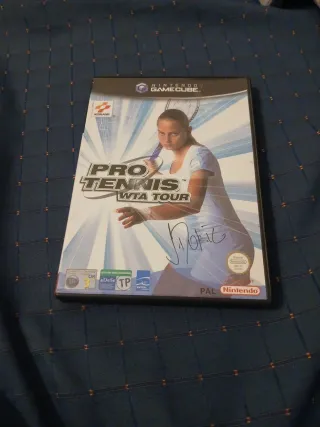 NINTENDO
GAMECUBE
KONAMI
PRO
TENNIS
WTA TOUR
TP
PAL
Nintendo